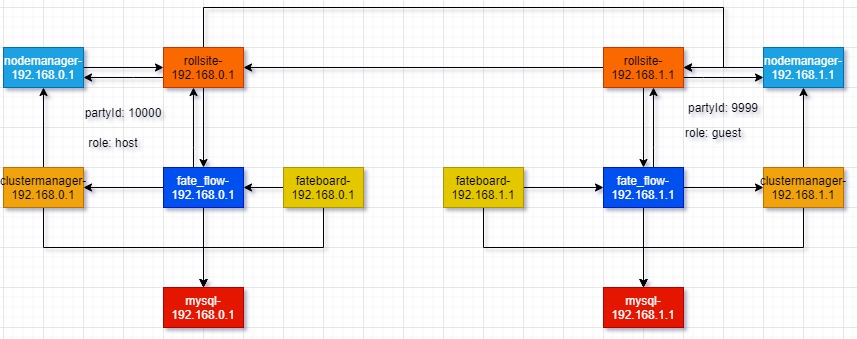 nodemanager-
192.168.0.1
rollsite-
192.168.0.1
rollsite-
192.168.1.1
nodemanager-
192.168.1.1
partyId: 10000
role: host
partyId: 9999
role: guest
clustermanager-
192.168.0.1
fate_flow-
192.168.0.1
fateboard-
192.168.0.1
fateboard-
192.168.1.1
fate_flow-
192.168.1.1
clustermanager-
192.168.1.1
mysql-
192.168.0.1
mysql-
192.168.1.1